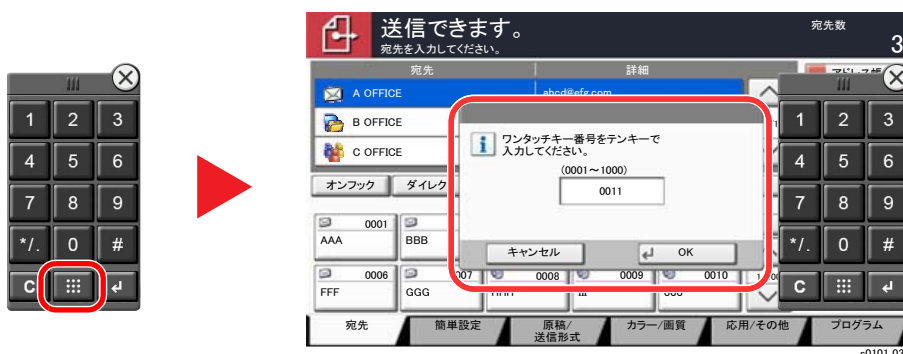 1 2 3
4 5 6
7 8 9
*/. 0 #
C
送信できます。
宛先を入力してください。
宛先数
3
宛先 詳細
A OFFICE abcd@efg.com
B OFFICE
C OFFICE
オンフック ダイレク
ワンタッチキー番号をテンキーで
入力してください。
(0001～1000)
0011
キャンセル OK
0001
AAA BBB
0006 007 0008 0009 0010
FFF GGG
宛先 簡単設定 原稿/
送信形式 カラー/画質 応用/その他 プログラム
1 2 3
4 5 6
7 8 9
*/. 0 #
C
c0101_03